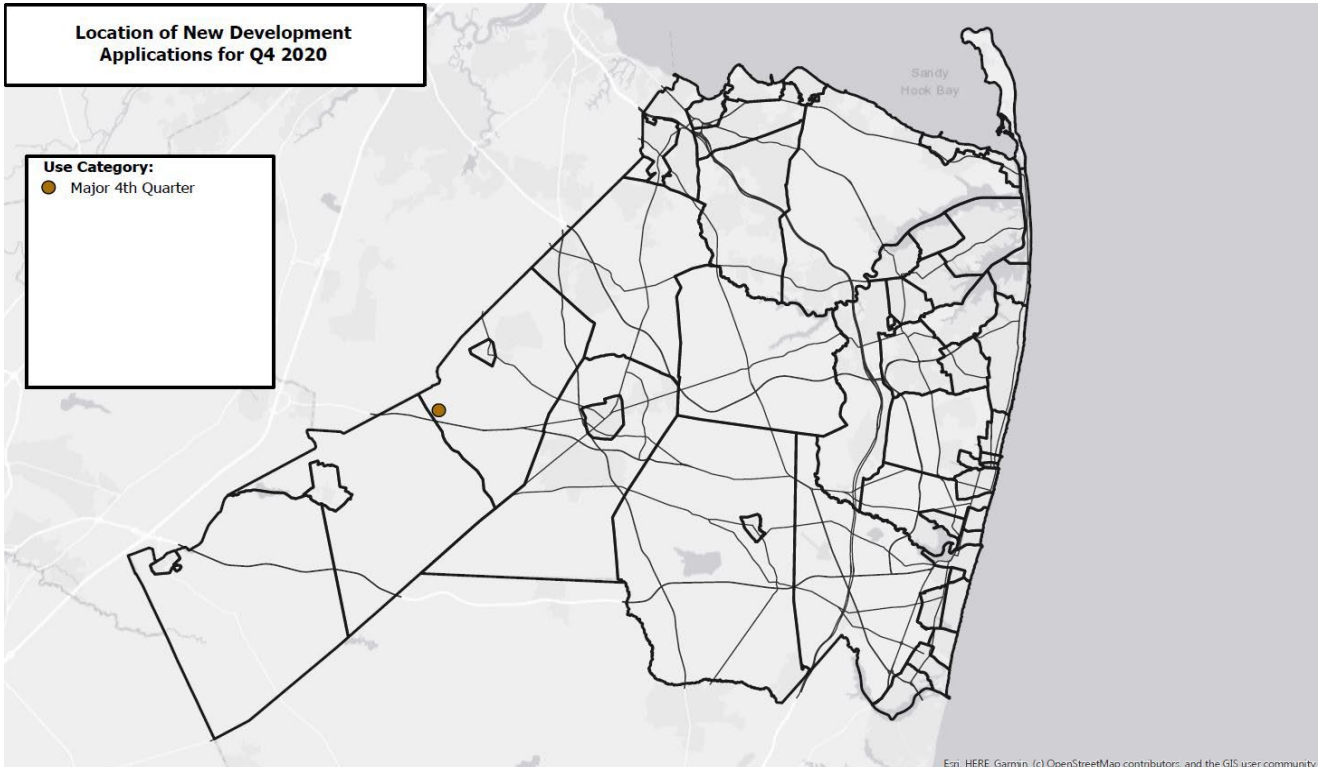 Location of New Development
Applications for Q4 2020
Sandy
Hook Bay
Use Category:
Major 4th Quarter
Esri, HERE, Garmin, (c) OpenStreetMap contributors, and the GIS user community